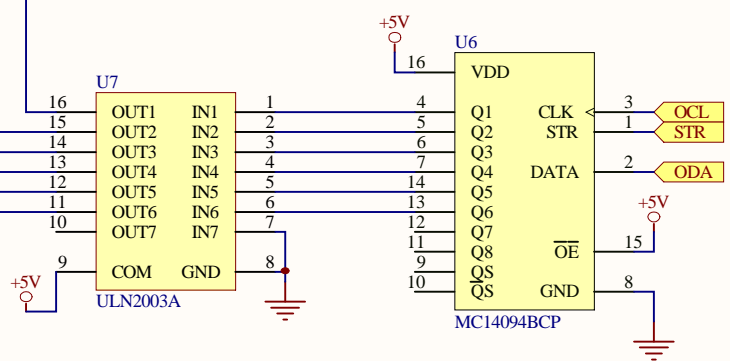 +5V
U6
16 VDD
U7
16 OUT1 IN1 1
15 OUT2 IN2 2
14 OUT3 IN3 3
13 OUT4 IN4 4
12 OUT5 IN5 5
11 OUT6 IN6 6
10 OUT7 IN7 7
9 COM GND 8
+5V
ULN2003A
4 Q1 CLK 3 OCL
5 Q2 STR 1 STR
6 Q3
7 Q4 DATA 2 ODA
14 Q5
13 Q6
12 Q7
+5V
11 Q8 O̅E̅ 15
9 QS
10 Q̅S GND 8
MC14094BCP